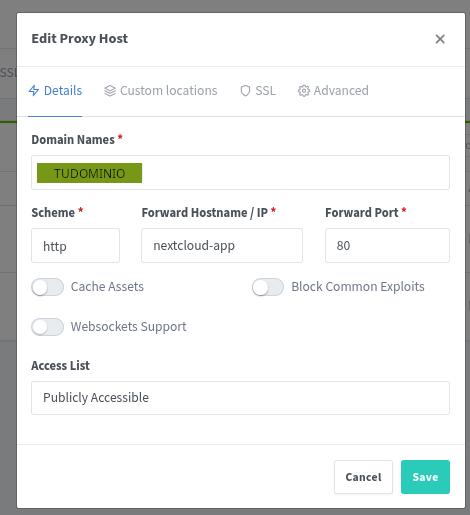 Edit Proxy Host ×
Details Custom locations SSL Advanced
Domain Names *
TUDOMINIO
Scheme * Forward Hostname / IP * Forward Port *
http nextcloud-app 80
Cache Assets Block Common Exploits
Websockets Support
Access List
Publicly Accessible
Cancel Save